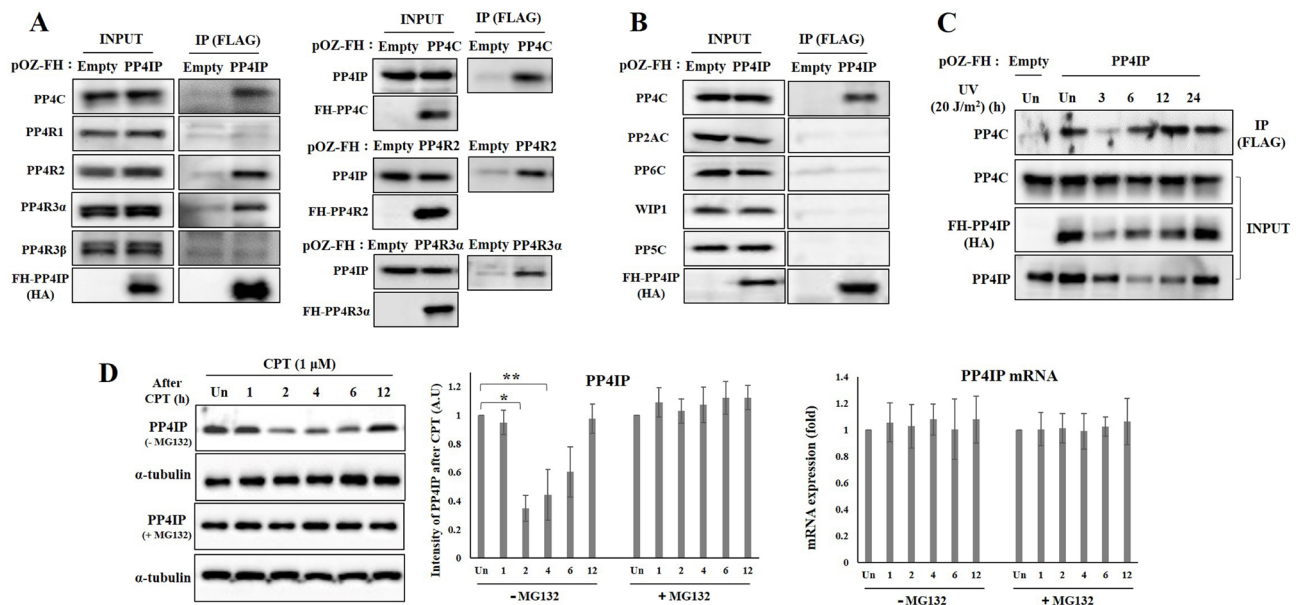 A
INPUT IP (FLAG)
pOZ-FH : Empty PP4IP Empty PP4IP
PP4C
PP4R1
PP4R2
PP4R3α
PP4R3β
FH-PP4IP
(HA)
INPUT IP (FLAG)
pOZ-FH : Empty PP4C Empty PP4C
PP4IP
FH-PP4C
pOZ-FH : Empty PP4R2 Empty PP4R2
PP4IP
FH-PP4R2
pOZ-FH : Empty PP4R3α Empty PP4R3α
PP4IP
FH-PP4R3α
B
INPUT IP (FLAG)
pOZ-FH : Empty PP4IP Empty PP4IP
PP4C
PP2AC
PP6C
WIP1
PP5C
FH-PP4IP
(HA)
C
pOZ-FH : Empty PP4IP
UV
(20 J/m²) (h)
Un Un 3 6 12 24
PP4C
IP
(FLAG)
PP4C
FH-PP4IP
(HA)
PP4IP
INPUT
D
CPT (1 µM)
After
CPT (h)
Un 1 2 4 6 12
PP4IP
(- MG132)
α-tubulin
PP4IP
(+ MG132)
α-tubulin
PP4IP
Intensity of PP4IP after CPT (A.U)
1.2
1
0.8
0.6
0.4
0.2
0
**
*
Un 1 2 4 6 12 Un 1 2 4 6 12
- MG132 + MG132
PP4IP mRNA
mRNA expression (fold)
1.4
1.2
1
0.8
0.6
0.4
0.2
0
Un 1 2 4 6 12 Un 1 2 4 6 12
- MG132 + MG132